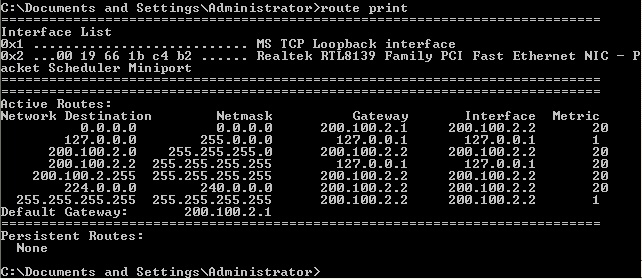 C:\Documents and Settings\Administrator>route print
===========================================================================
Interface List
0x1 ........................... MS TCP Loopback interface
0x2 ...00 19 66 1b c4 b2 ...... Realtek RTL8139 Family PCI Fast Ethernet NIC - P
acket Scheduler Miniport
===========================================================================
===========================================================================
Active Routes:
Network Destination        Netmask          Gateway       Interface  Metric
          0.0.0.0          0.0.0.0      200.100.2.1     200.100.2.2      20
        127.0.0.0        255.0.0.0        127.0.0.1       127.0.0.1      1
      200.100.2.0    255.255.255.0      200.100.2.2     200.100.2.2      20
      200.100.2.2  255.255.255.255        127.0.0.1       127.0.0.1      20
    200.100.2.255  255.255.255.255      200.100.2.2     200.100.2.2      20
        224.0.0.0        240.0.0.0      200.100.2.2     200.100.2.2      20
  255.255.255.255  255.255.255.255      200.100.2.2     200.100.2.2      1
Default Gateway:       200.100.2.1
===========================================================================
Persistent Routes:
  None
C:\Documents and Settings\Administrator>